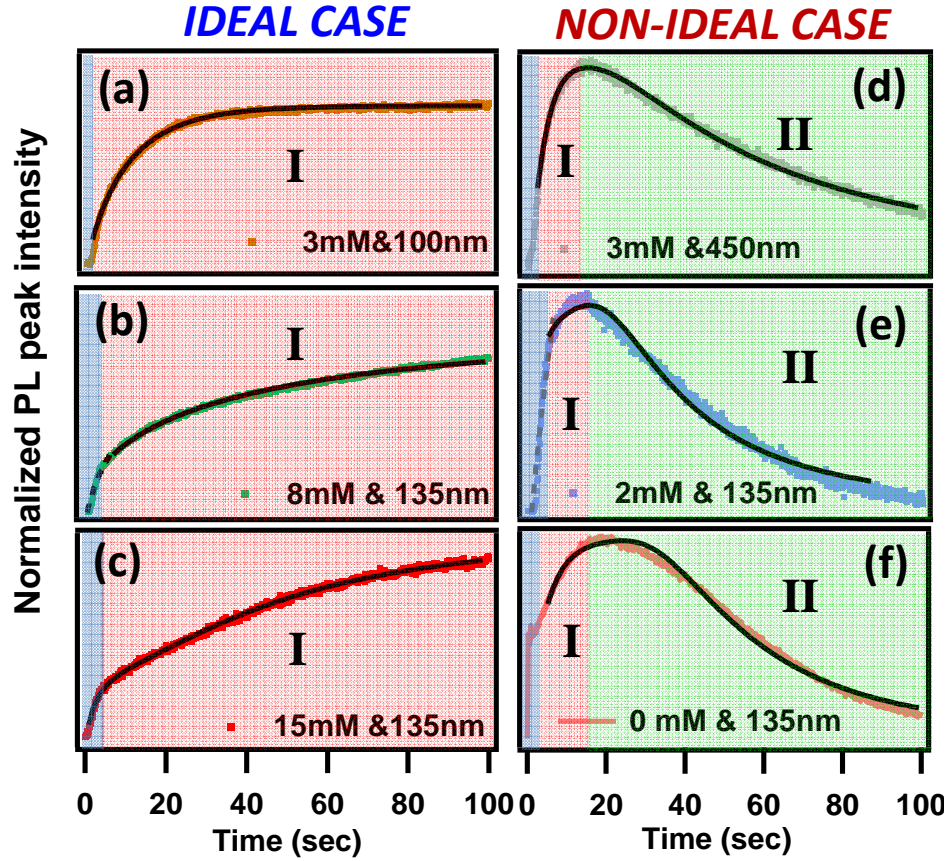 IDEAL CASE
NON-IDEAL CASE
Normalized PL peak intensity
(a)
I
3mM&100nm
(b)
I
8mM & 135nm
(c)
I
15mM &135nm
0 20 40 60 80 100
Time (sec)
(d)
I
II
3mM &450nm
(e)
I
II
2mM & 135nm
(f)
I
II
0 mM & 135nm
0 20 40 60 80 100
Time (sec)